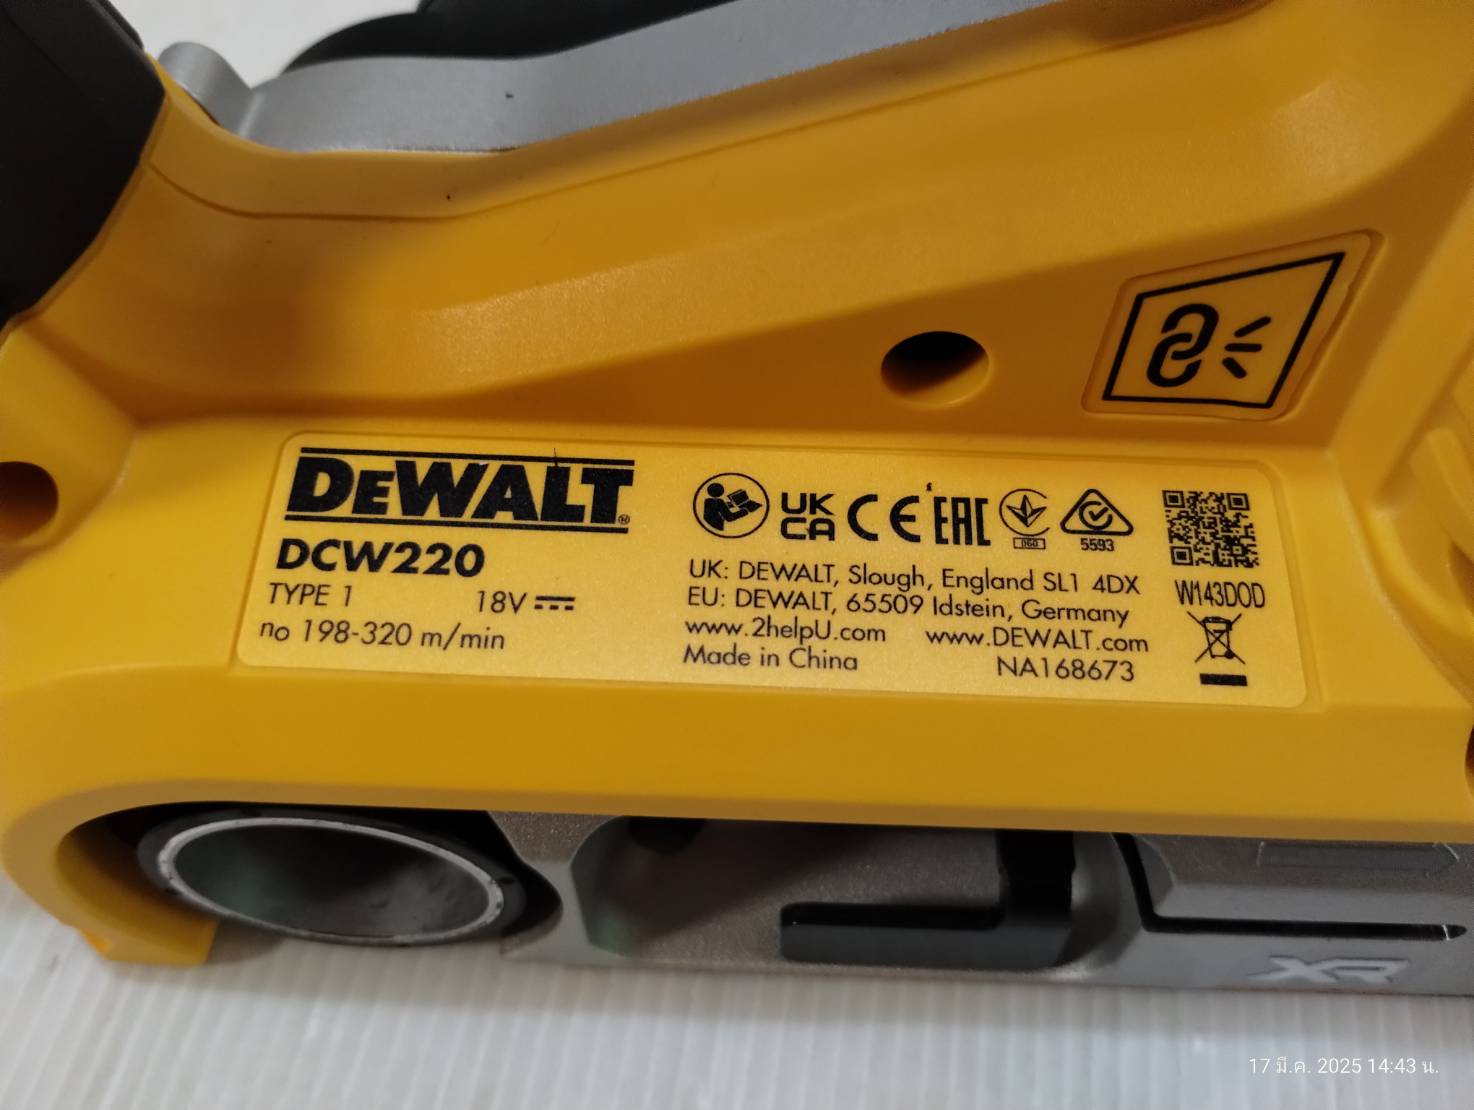 DEWALT®
DCW220
TYPE 1 18V
no 198-320 m/min
UK CA CE EAC
060
5593
UK: DEWALT, Slough, England SL1 4DX
EU: DEWALT, 65509 Idstein, Germany
www.2helpU.com www.DEWALT.com
Made in China NA168673
W143DOD
XR
17 มี.ค. 2025 14:43 น.